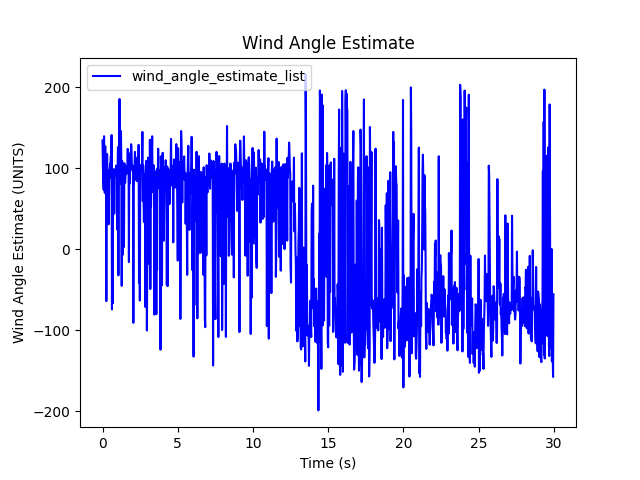 Wind Angle Estimate
wind_angle_estimate_list
Wind Angle Estimate (UNITS)
200
100
0
−100
−200
0 5 10 15 20 25 30
Time (s)